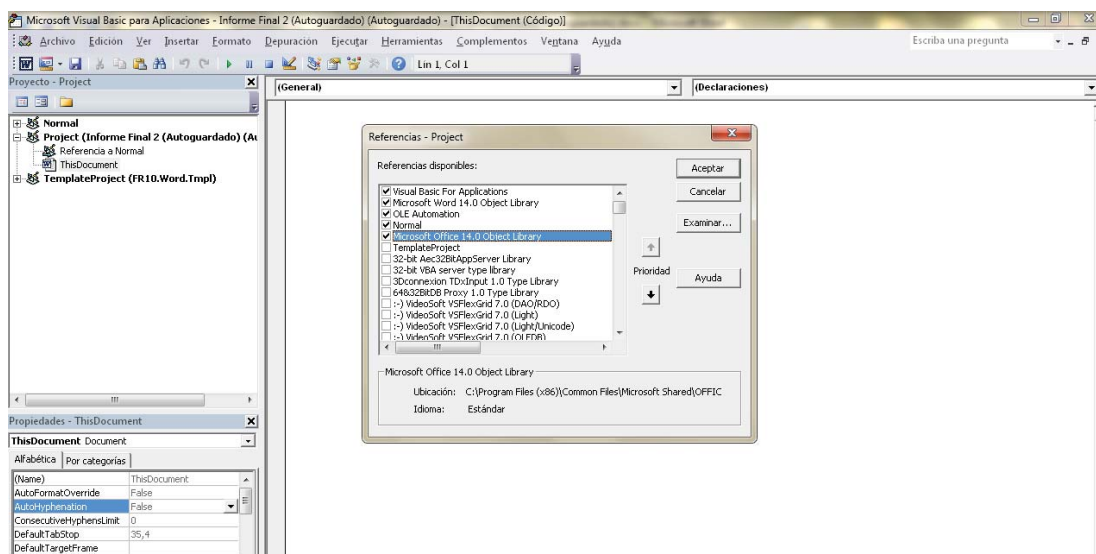 Microsoft Visual Basic para Aplicaciones - Informe Final 2 (Autoguardado) (Autoguardado) - [ThisDocument (Código)]
Archivo Edición Ver Insertar Formato Depuración Ejecutar Herramientas Complementos Ventana Ayuda Escriba una pregunta
Lin 1, Col 1
Proyecto - Project
(General) (Declaraciones)
Normal
Project (Informe Final 2 (Autoguardado) (Au
Referencia a Normal
ThisDocument
TemplateProject (FR10.Word.Tmpl)
Referencias - Project
Referencias disponibles:
Visual Basic For Applications
Microsoft Word 14.0 Object Library
OLE Automation
Normal
Microsoft Office 14.0 Object Library
TemplateProject
32-bit Aec32BitAppServer Library
32-bit VBA server type library
3Dconnexion TDxInput 1.0 Type Library
64&32BitDB Proxy 1.0 Type Library
:-) VideoSoft VSFlexGrid 7.0 (DAO/RDO)
:-) VideoSoft VSFlexGrid 7.0 (Light)
:-) VideoSoft VSFlexGrid 7.0 (Light/Unicode)
:-) VideoSoft VSFlexGrid 7.0 (OLEDB)
Aceptar
Cancelar
Examinar...
Prioridad
Ayuda
Microsoft Office 14.0 Object Library
Ubicación: C:\Program Files (x86)\Common Files\Microsoft Shared\OFFIC
Idioma: Estándar
Propiedades - ThisDocument
ThisDocument Document
Alfabética Por categorías
(Name) ThisDocument
AutoFormatOverride False
AutoHyphenation False
ConsecutiveHyphensLimit 0
DefaultTabStop 35,4
DefaultTargetFrame